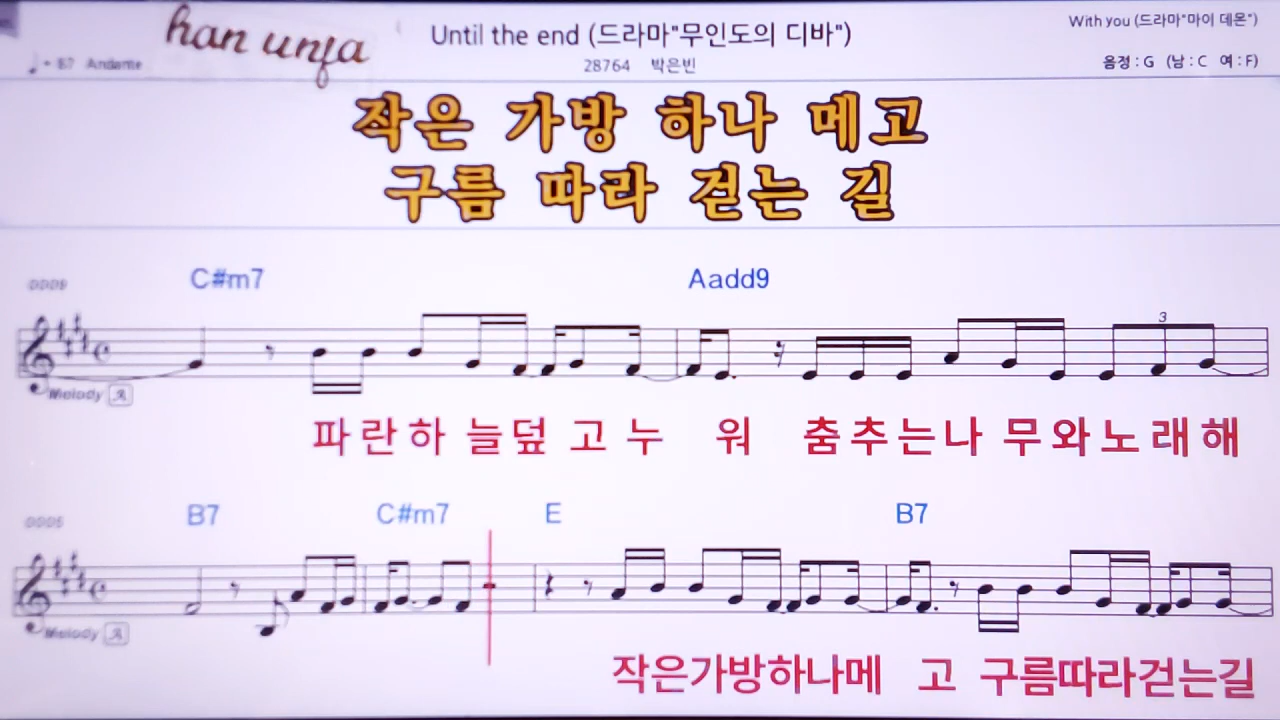 han unja
Until the end (드라마"무인도의 디바")
With you (드라마"마이 데몬")
♩= 67 Andante
28764 박은빈
음정 : G (남 : C 여 : F)
작은 가방 하나 메고
구름 따라 걷는 길
0009
C#m7 Aadd9
3
Melody A
파란하 늘덮 고 누 워 춤추는나 무와노래해
0005
B7 C#m7 E B7
Melody A
작은가방하나메 고 구름따라걷는길